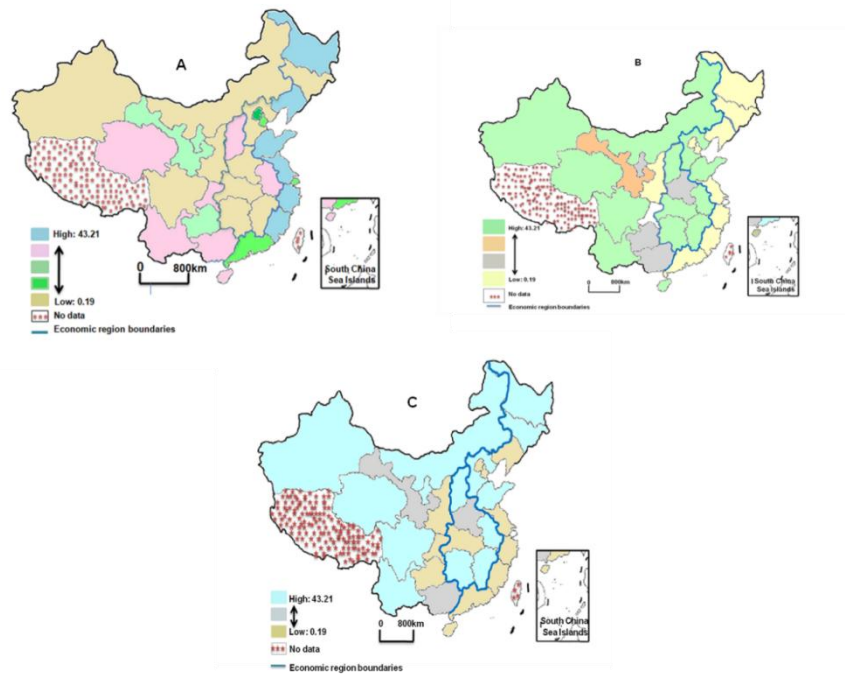 A
High: 43.21
Low: 0.19
No data
Economic region boundaries
0 800km
South China
Sea Islands
B
High: 43.21
Low: 0.19
No data
Economic region boundaries
0 800km
South China
Sea Islands
C
High: 43.21
Low: 0.19
No data
Economic region boundaries
0 800km
South China
Sea Islands